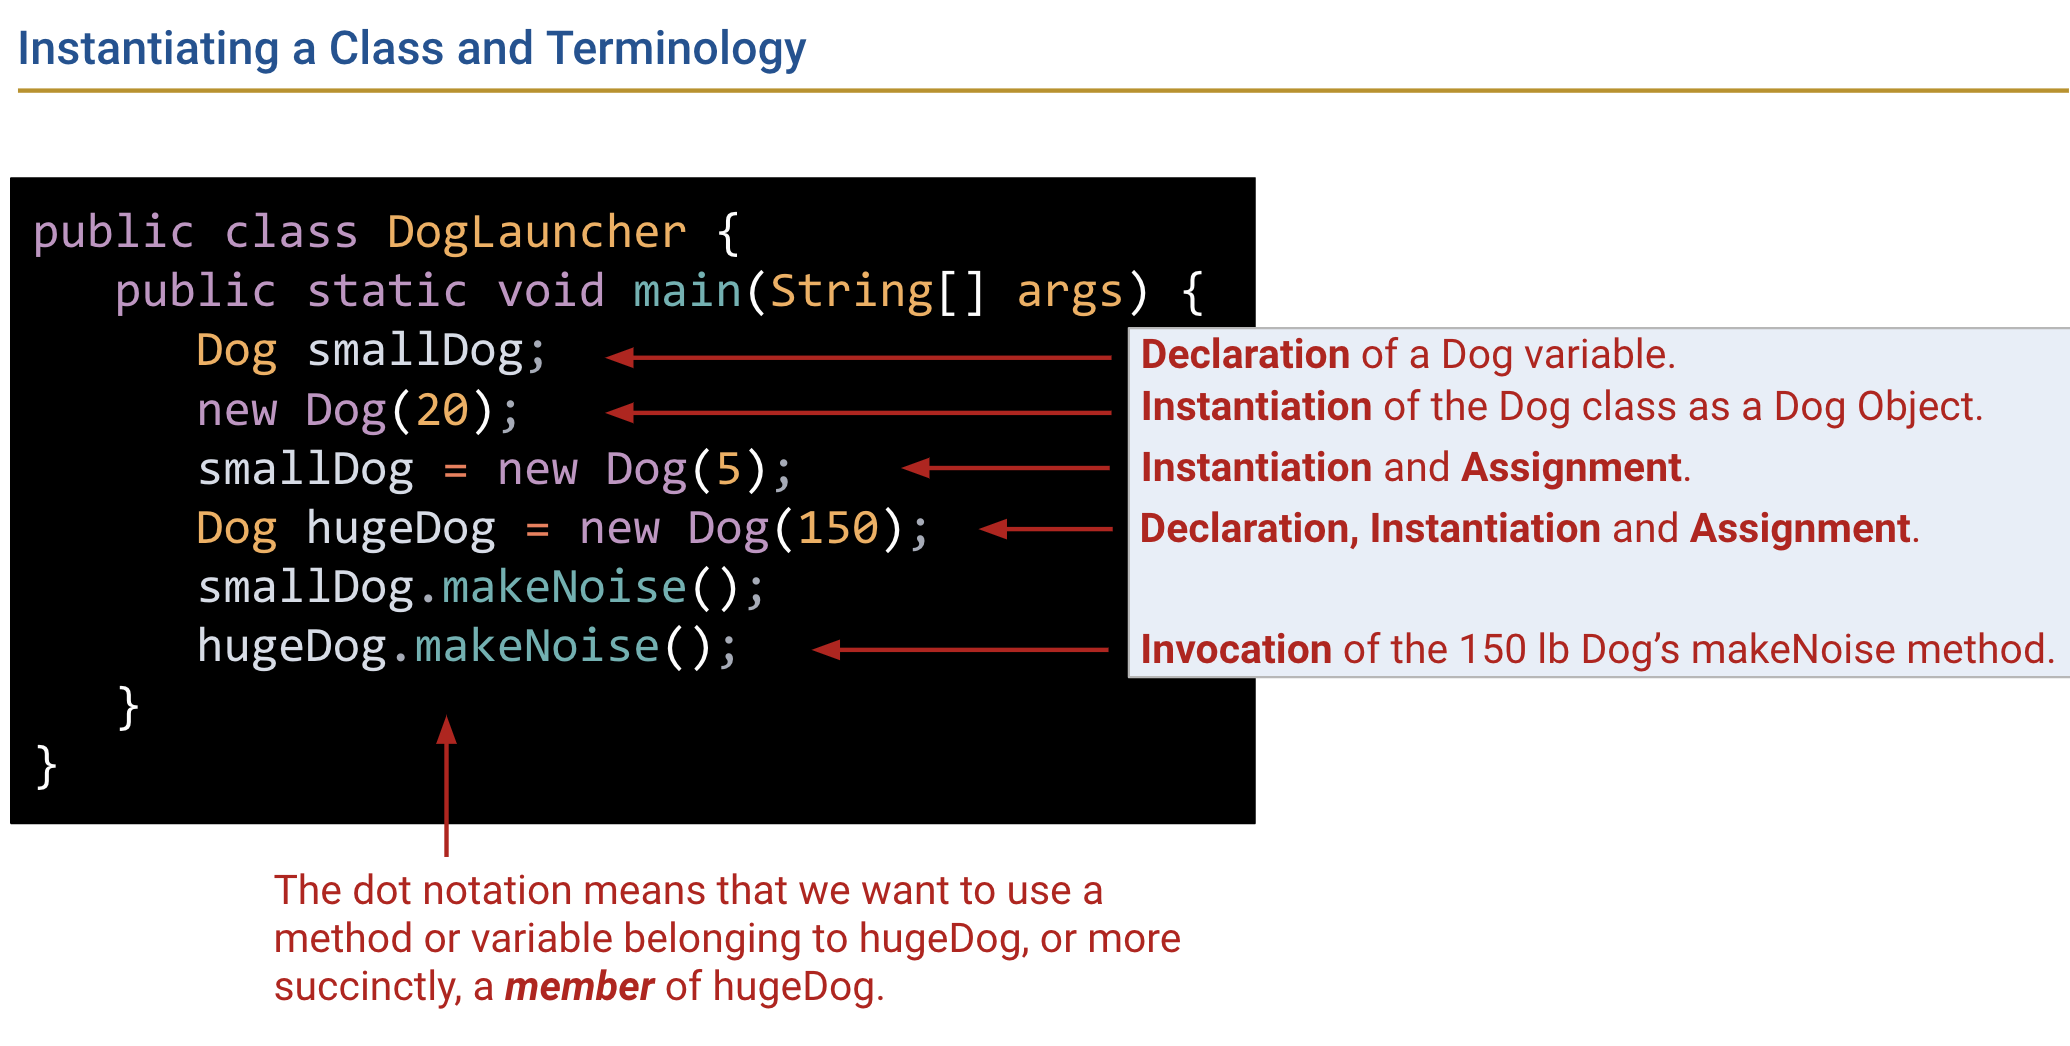 Instantiating a Class and Terminology
public class DogLauncher {
public static void main(String[] args) {
Dog smallDog;
new Dog(20);
smallDog = new Dog(5);
Dog hugeDog = new Dog(150);
smallDog.makeNoise();
hugeDog.makeNoise();
}
}
Declaration of a Dog variable.
Instantiation of the Dog class as a Dog Object.
Instantiation and Assignment.
Declaration, Instantiation and Assignment.
Invocation of the 150 lb Dog’s makeNoise method.
The dot notation means that we want to use a
method or variable belonging to hugeDog, or more
succinctly, a member of hugeDog.